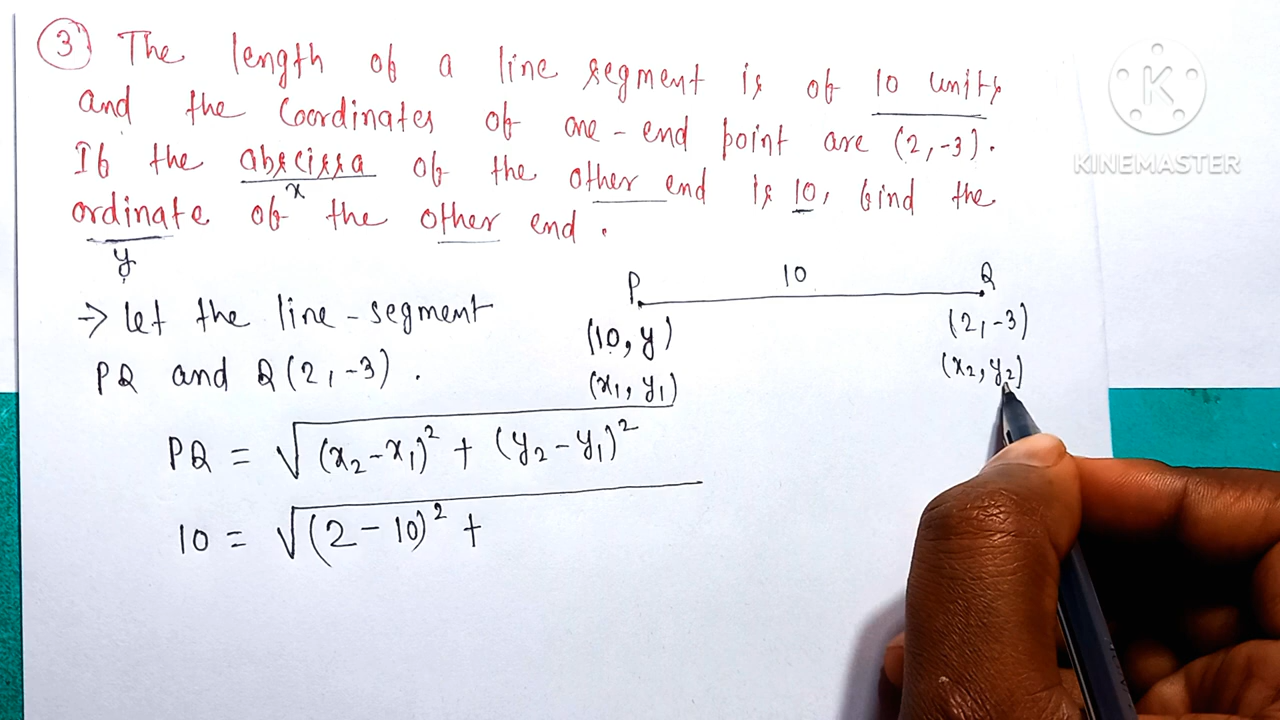 3 The length of a line segment is of 10 units
and the coordinates of one-end point are (2,-3).
If the abscissa of the other end is 10, find the
x
ordinate of the other end.
y
→ Let the line-segment
PQ and Q(2,-3).
P 10 Q
(10, y) (2,-3)
(x₁, y₁) (x₂, y₂)
PQ = √(x₂-x₁)² + (y₂-y₁)²
10 = √(2-10)² +
K
KINEMASTER